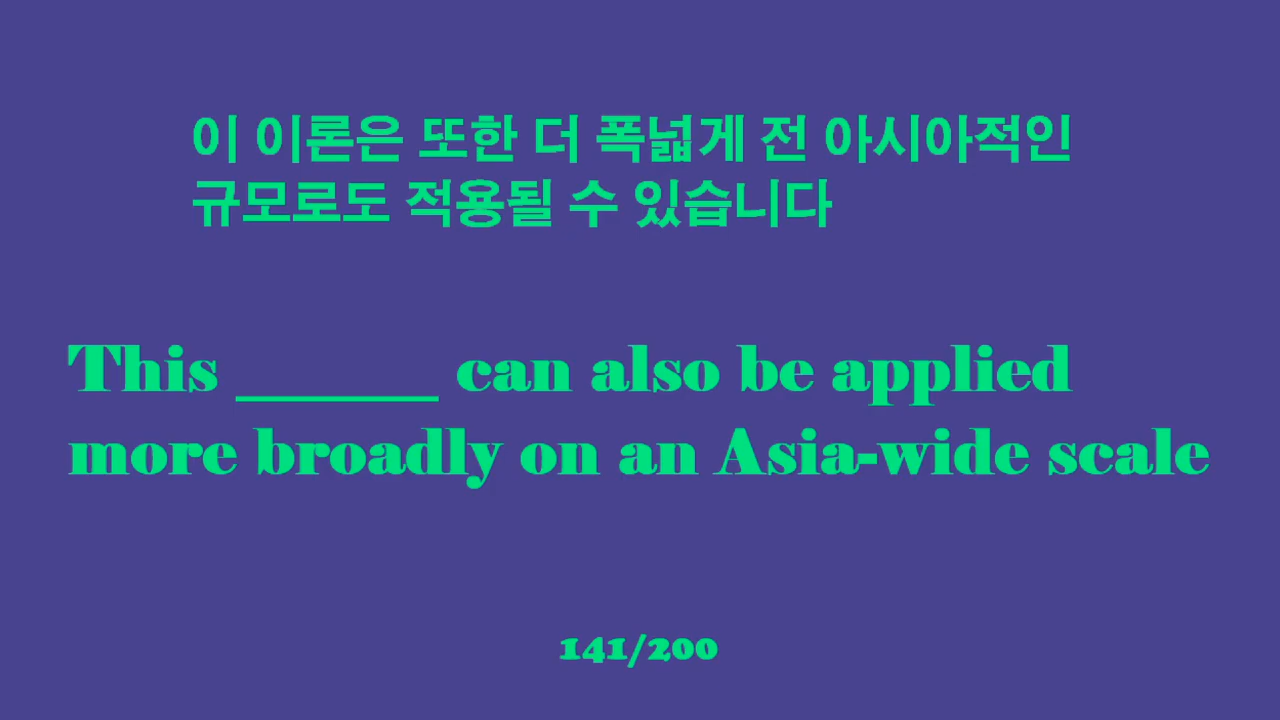 이 이론은 또한 더 폭넓게 전 아시아적인
규모로도 적용될 수 있습니다
This ______ can also be applied
more broadly on an Asia-wide scale
141/200